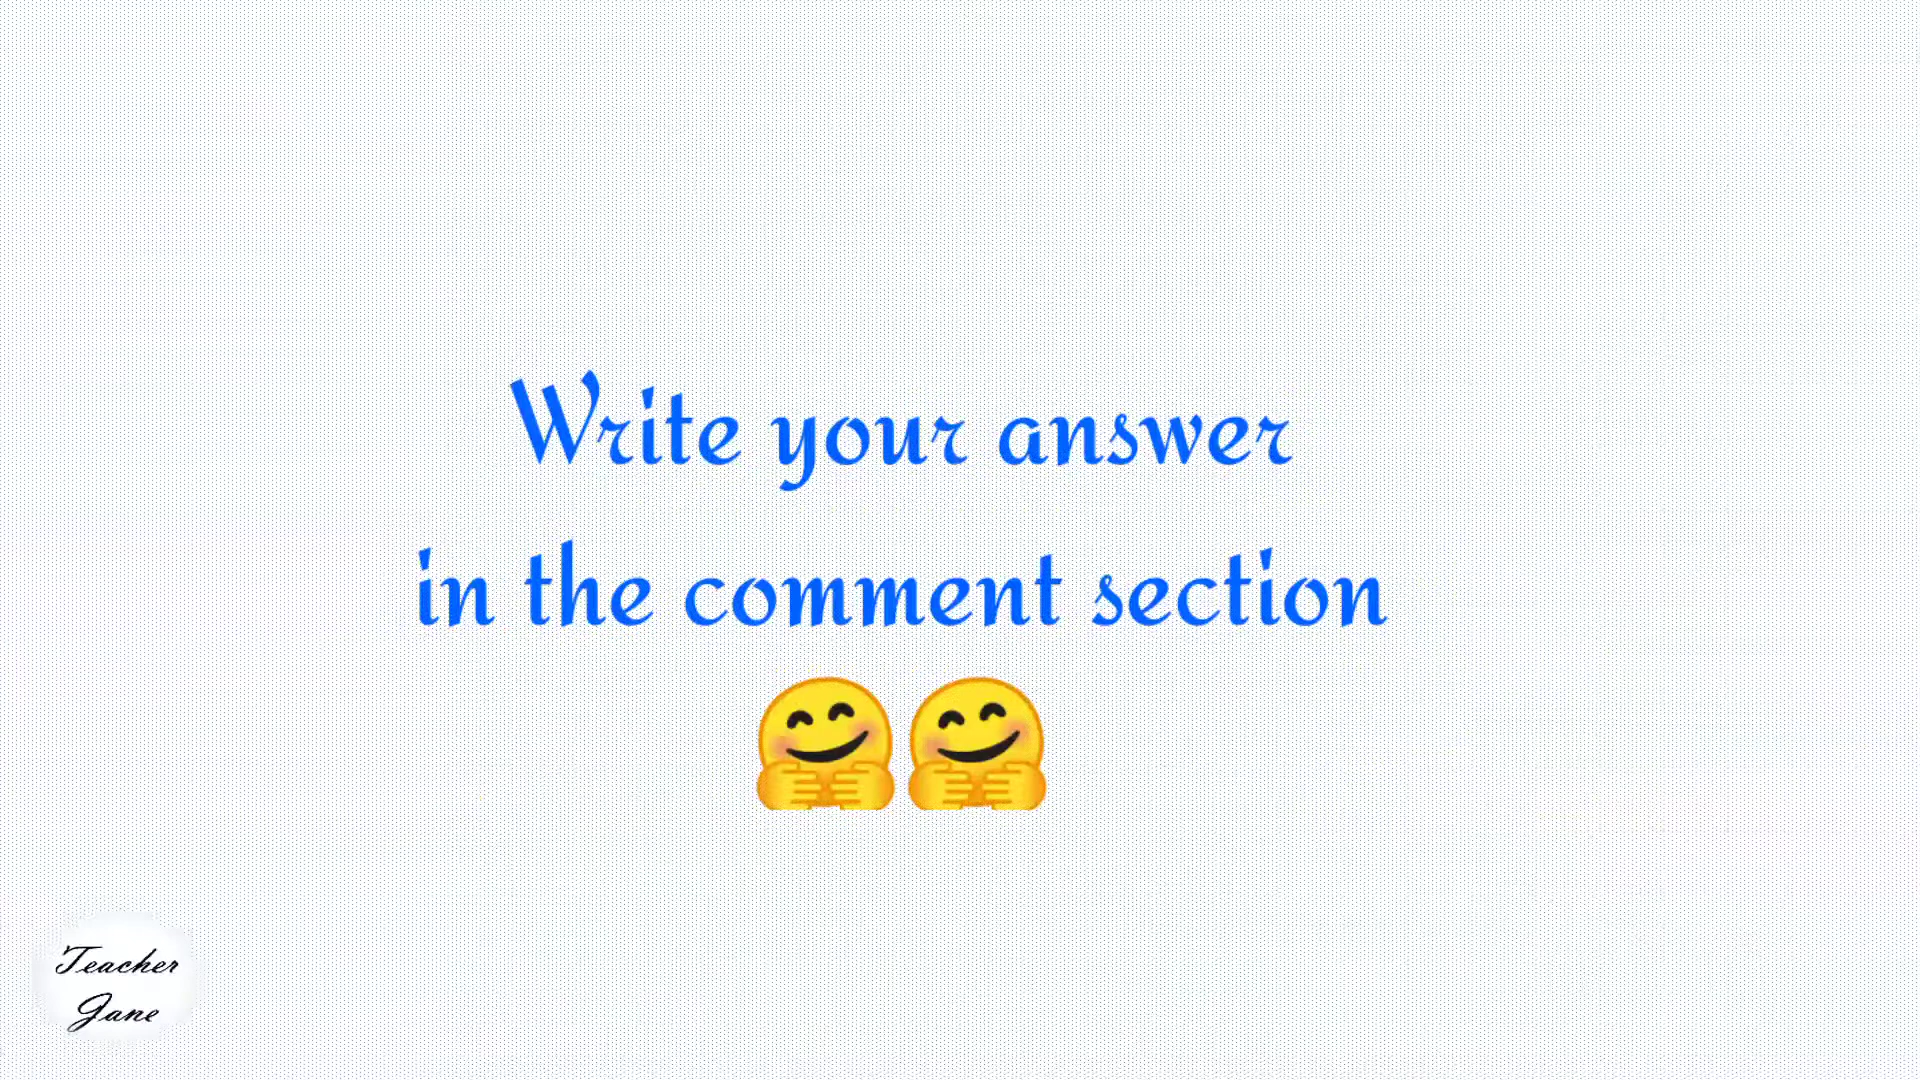 Write your answer
in the comment section
🤗🤗
Teacher
Jane